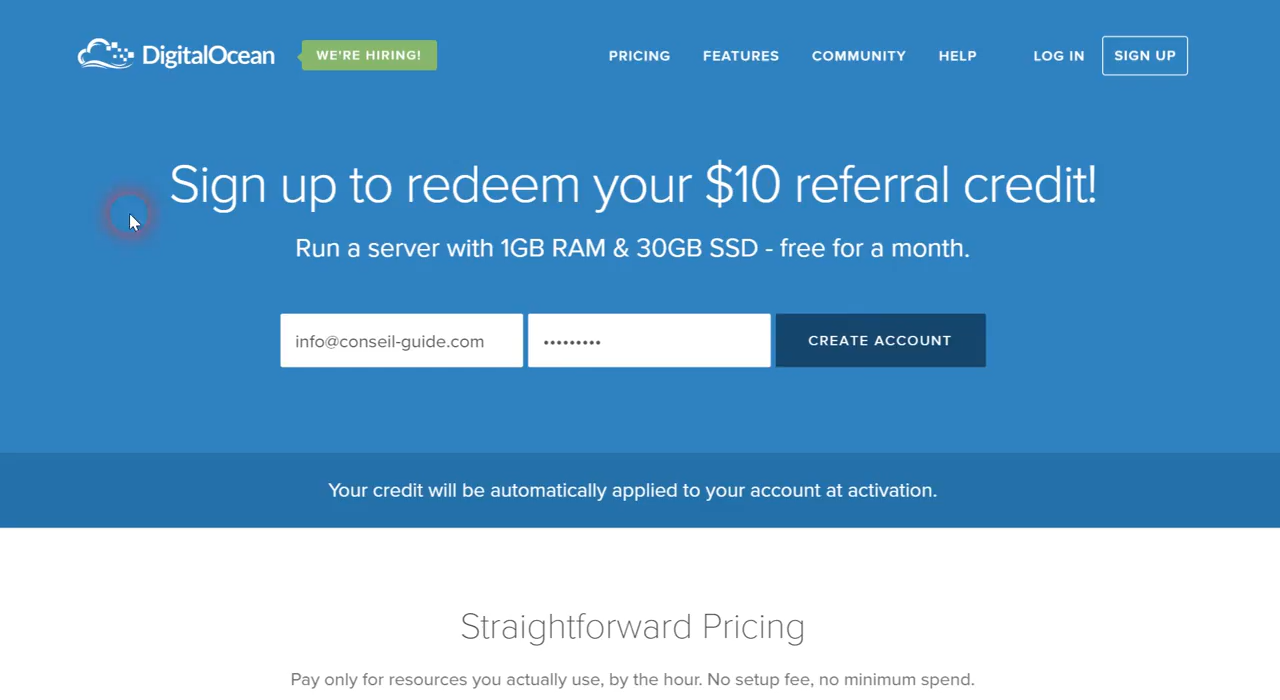 DigitalOcean
WE'RE HIRING!
PRICING
FEATURES
COMMUNITY
HELP
LOG IN
SIGN UP
Sign up to redeem your $10 referral credit!
Run a server with 1GB RAM & 30GB SSD - free for a month.
info@conseil-guide.com
•••••••••
CREATE ACCOUNT
Your credit will be automatically applied to your account at activation.
Straightforward Pricing
Pay only for resources you actually use, by the hour. No setup fee, no minimum spend.